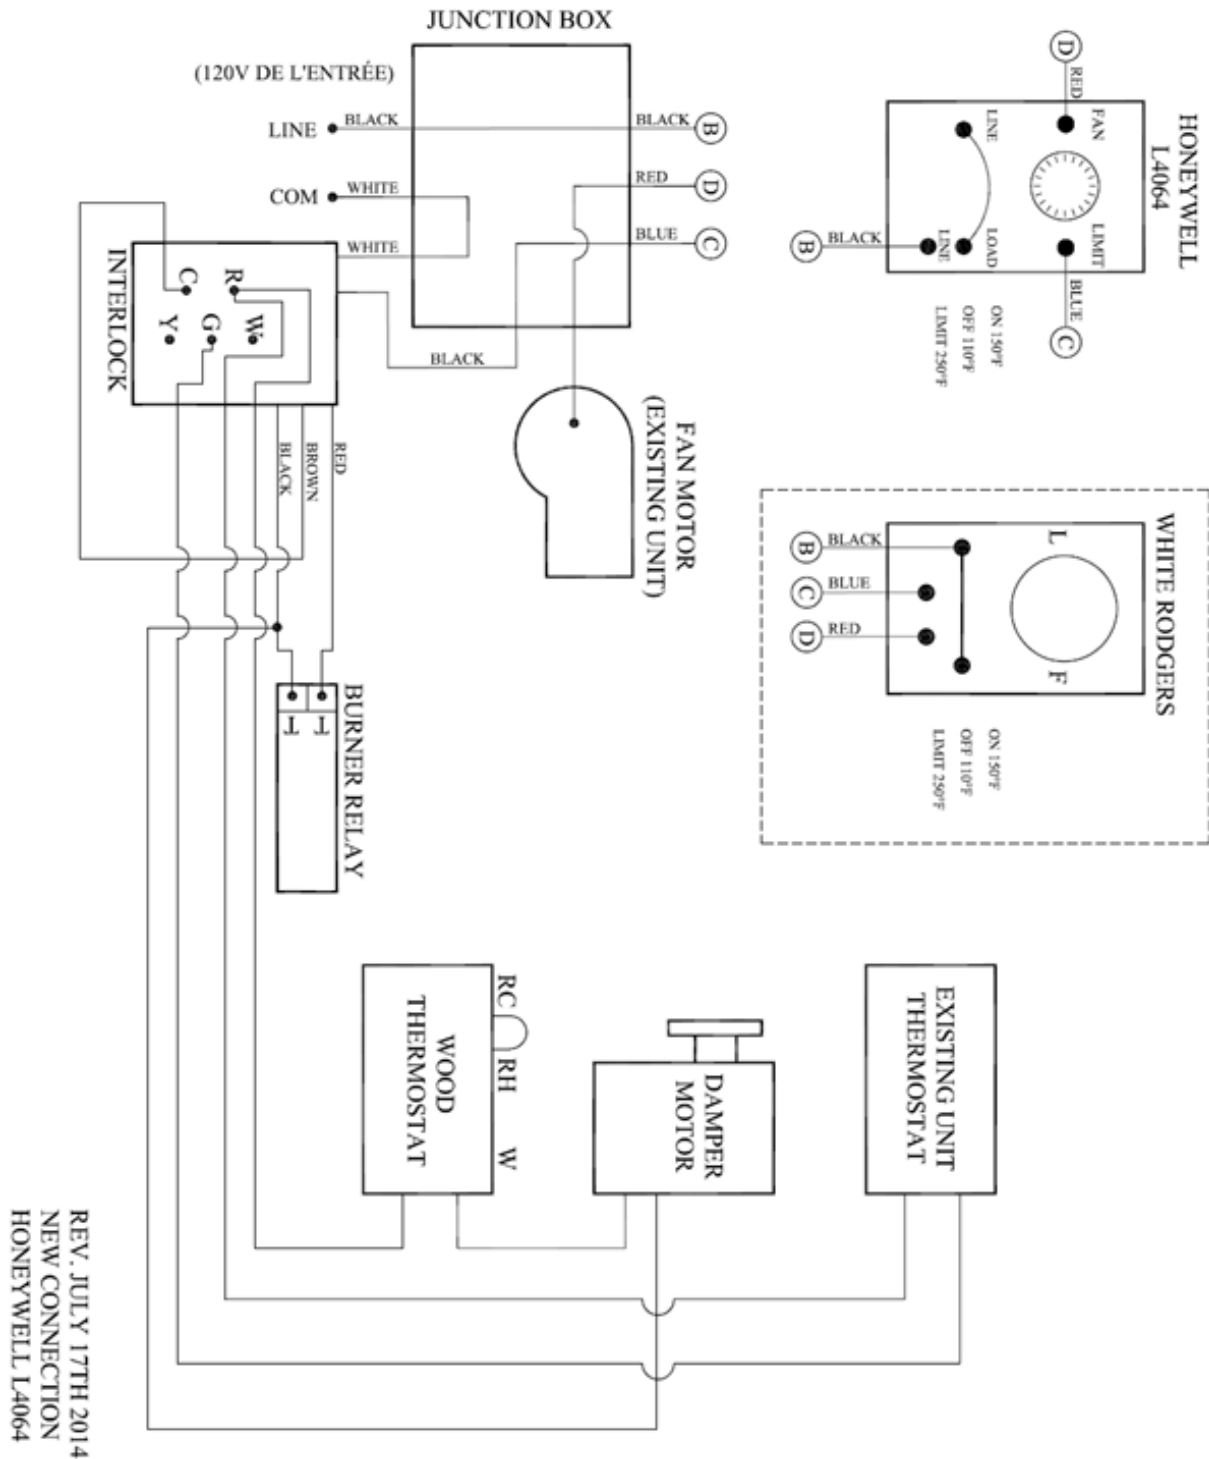 JUNCTION BOX
(120V DE L'ENTRÉE)
LINE
BLACK
BLACK
B
COM
WHITE
RED
D
WHITE
BLUE
C
BLACK
INTERLOCK
C
R
Y
G
W
BLACK
BROWN
RED
FAN MOTOR
(EXISTING UNIT)
HONEYWELL
L4064
D
RED
FAN
LINE
LIMIT
LOAD
LINE
B
BLACK
BLUE
C
ON 150°F
OFF 110°F
LIMIT 250°F
WHITE RODGERS
L
F
B
BLACK
C
BLUE
D
RED
ON 150°F
OFF 110°F
LIMIT 250°F
BURNER RELAY
T
T
WOOD
THERMOSTAT
RC
RH
W
DAMPER
MOTOR
EXISTING UNIT
THERMOSTAT
REV. JULY 17TH 2014
NEW CONNECTION
HONEYWELL L4064